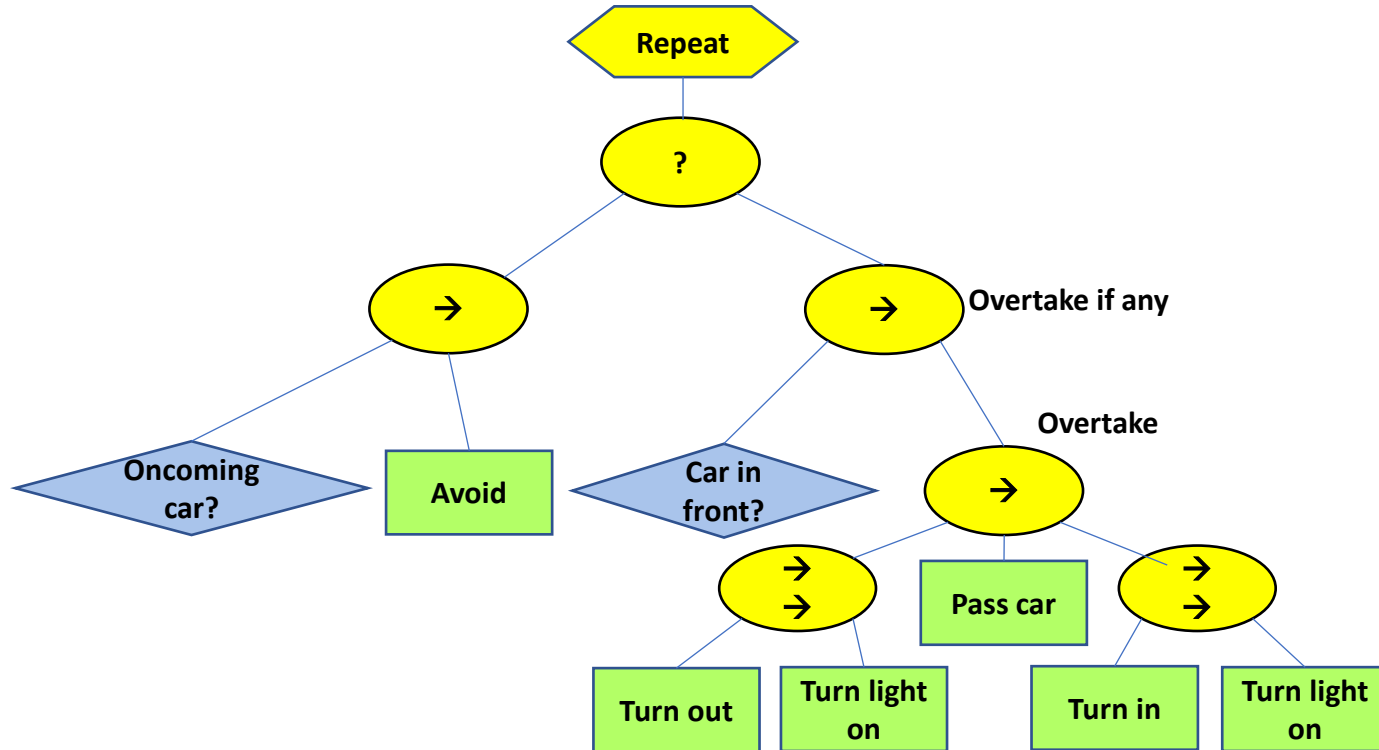 Repeat
?
→
→
Overtake if any
Overtake
Oncoming
car?
Avoid
Car in
front?
→
→
→
Pass car
→
→
Turn out
Turn light
on
Turn in
Turn light
on